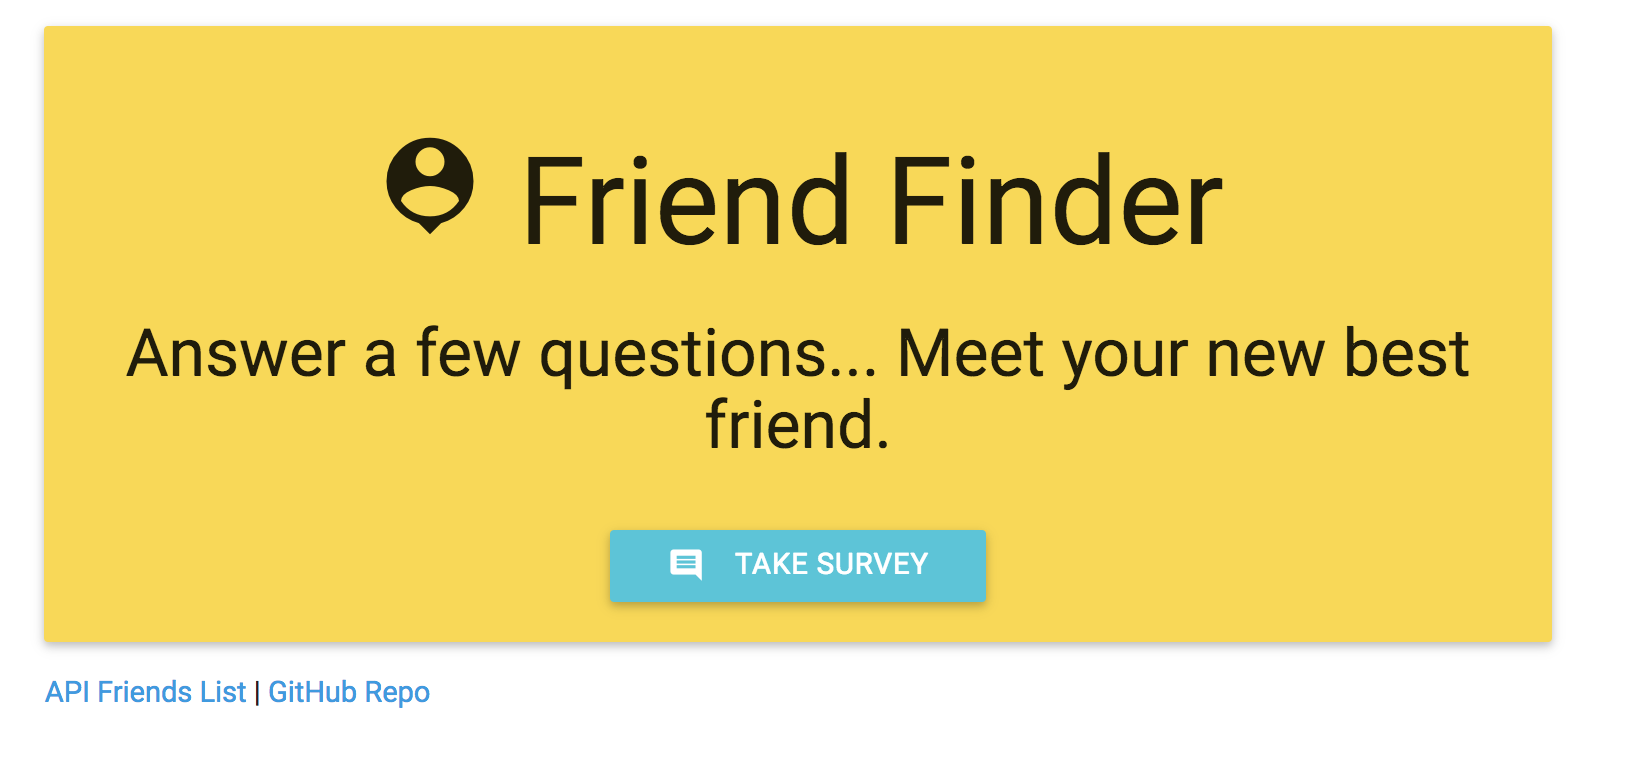 Friend Finder
Answer a few questions... Meet your new best
friend.
TAKE SURVEY
API Friends List | GitHub Repo